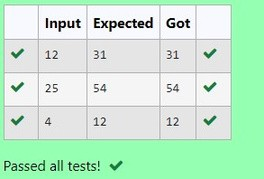 Input Expected Got
12 31 31
25 54 54
4 12 12
Passed all tests!